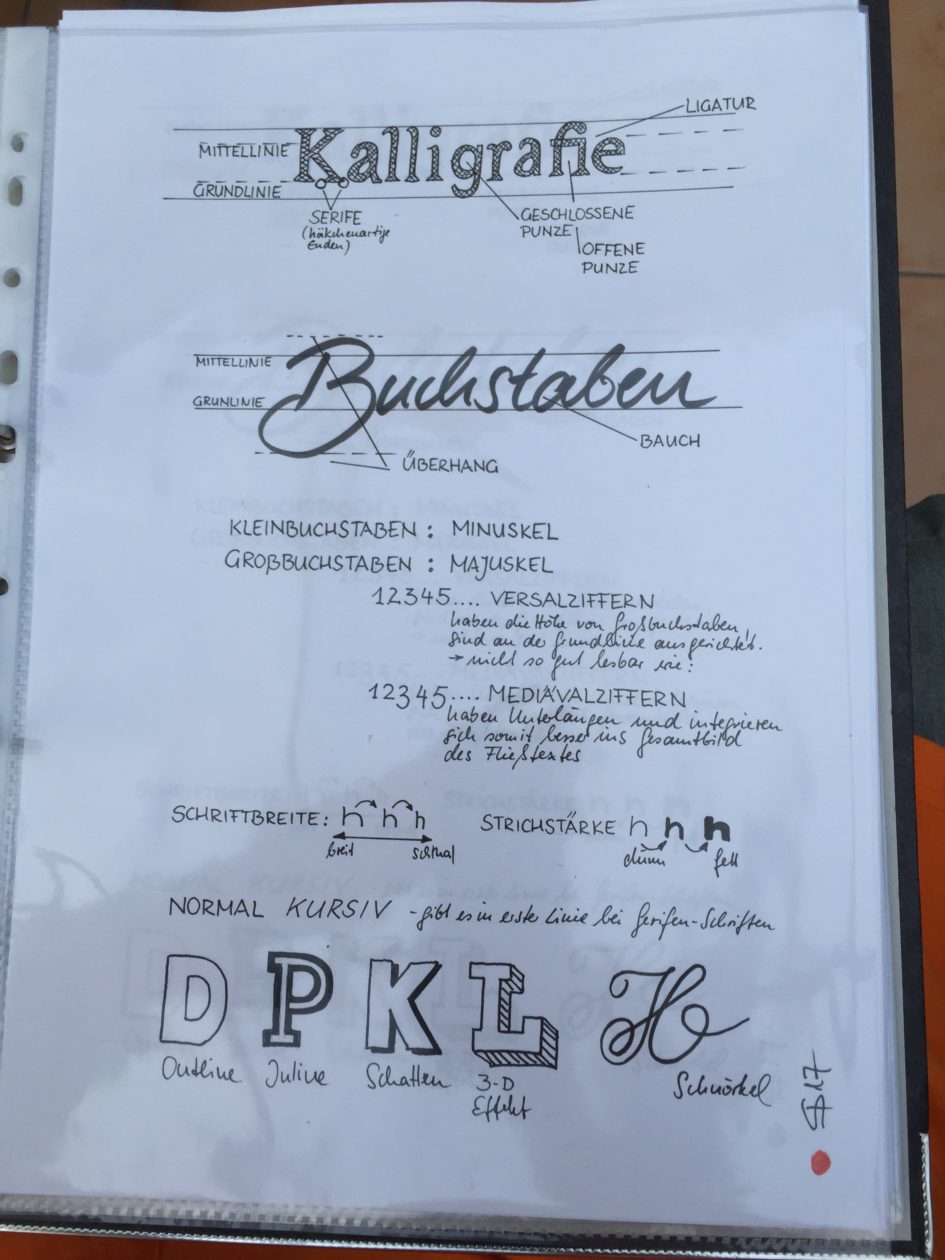 LIGATUR
MITTELLINIE Kalligrafie
GRUNDLINIE
SERIFE
(häkchenartige
Enden)
GESCHLOSSENE
PUNZE
OFFENE
PUNZE
MITTELLINIE
Buchstaben
GRUNLINIE
BAUCH
ÜBERHANG
KLEINBUCHSTABEN : MINUSKEL
GROßBUCHSTABEN : MAJUSKEL
12345.... VERSALZIFFERN
haben die Höhe von Großbuchstaben,
sind an der Grundlinie ausgerichtet.
→ nicht so gut lesbar wie:
12345.... MEDIÄVALZIFFERN
haben Unterlängen und integrieren
sich somit besser ins Gesamtbild
des Fließtextes
SCHRIFTBREITE: h h h
breit schmal
STRICHSTÄRKE h h h
dünn fett
NORMAL KURSIV - gibt es in erster Linie bei Serifen-Schriften
D P K L H
Outline Inline Schatten 3-D
Effekt
Schnörkel
17